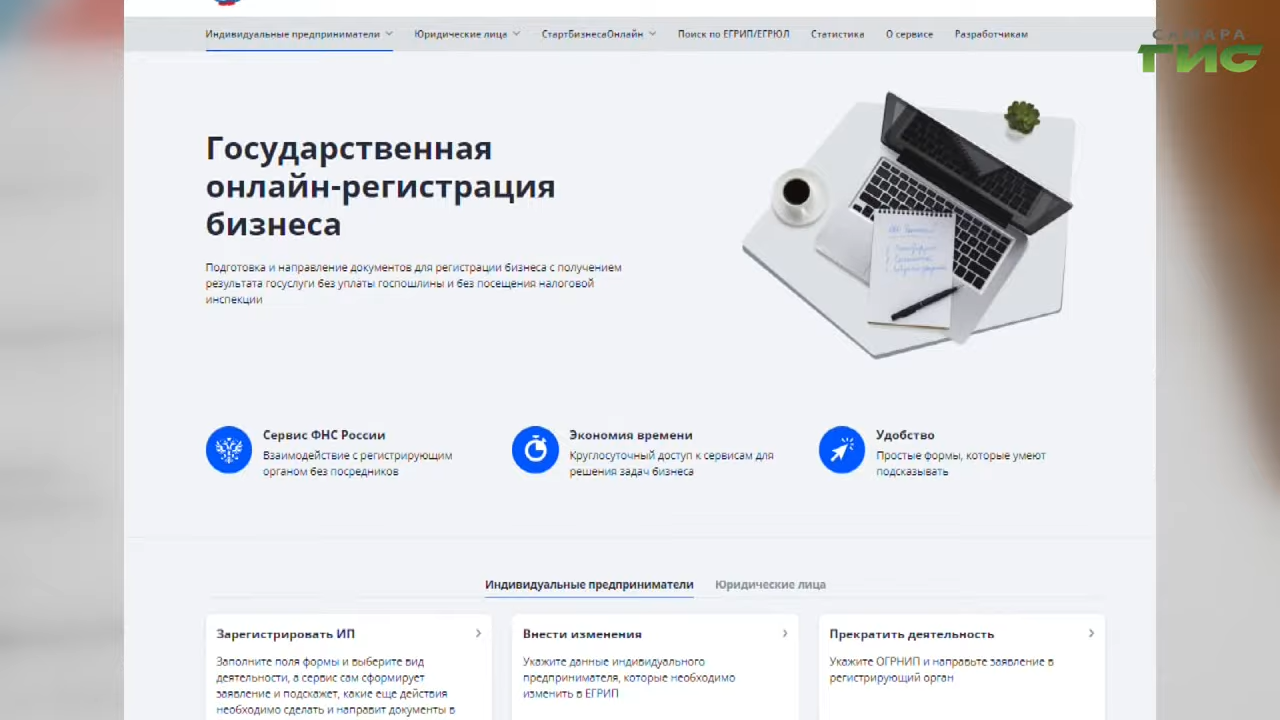 Индивидуальные предприниматели Юридические лица СтартБизнесаОнлайн Поиск по ЕГРИП/ЕГРЮЛ Статистика О сервисе Разработчикам
САМАРА
ГИС
Государственная
онлайн-регистрация
бизнеса
Подготовка и направление документов для регистрации бизнеса с получением
результата госуслуги без уплаты госпошлины и без посещения налоговой
инспекции
Сервис ФНС России
Взаимодействие с регистрирующим
органом без посредников
Экономия времени
Круглосуточный доступ к сервисам для
решения задач бизнеса
Удобство
Простые формы, которые умеют
подсказывать
Индивидуальные предприниматели Юридические лица
Зарегистрировать ИП
Заполните поля формы и выберите вид
деятельности, а сервис сам сформирует
заявление и подскажет, какие еще действия
необходимо сделать и направит документы в
Внести изменения
Укажите данные индивидуального
предпринимателя, которые необходимо
изменить в ЕГРИП
Прекратить деятельность
Укажите ОГРНИП и направьте заявление в
регистрирующий орган